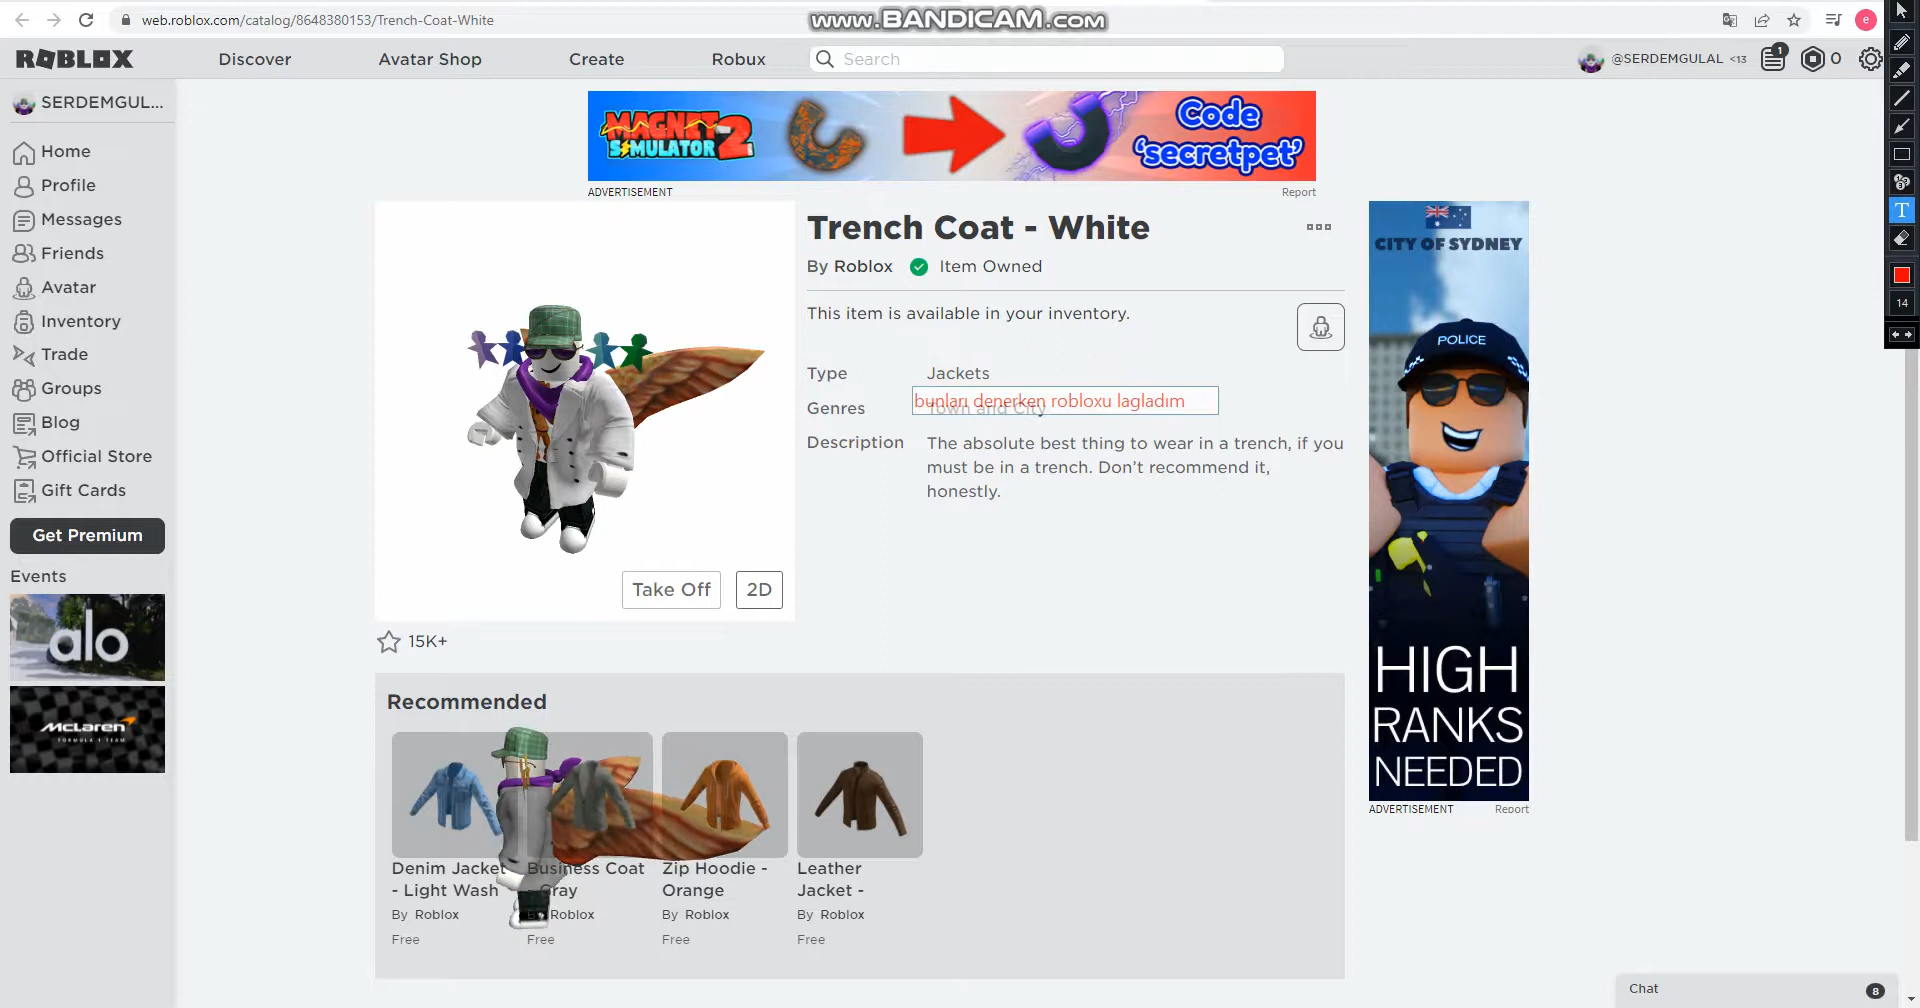 web.roblox.com/catalog/8648380153/Trench-Coat-White
www.BANDICAM.com
e
ROBLOX
Discover
Avatar Shop
Create
Robux
Search
@SERDEMGULAL <13
1
0
SERDEMGUL...
Home
Profile
Messages
Friends
Avatar
Inventory
Trade
Groups
Blog
Official Store
Gift Cards
Get Premium
Events
alo
McLaren
FORMULA 1 TEAM
MAGNET
SIMULATOR 2
Code
'secretpet'
ADVERTISEMENT
Report
Trench Coat - White
By Roblox Item Owned
This item is available in your inventory.
Type Jackets
bunları denerken robloxu lagladım
Genres Town and City
Description The absolute best thing to wear in a trench, if you
must be in a trench. Don't recommend it,
honestly.
Take Off
2D
15K+
Recommended
Denim Jacket
- Light Wash
By Roblox
Free
Business Coat
- Gray
By Roblox
Free
Zip Hoodie -
Orange
By Roblox
Free
Leather
Jacket -
By Roblox
Free
CITY OF SYDNEY
POLICE
HIGH
RANKS
NEEDED
ADVERTISEMENT
Report
T
14
Chat
8